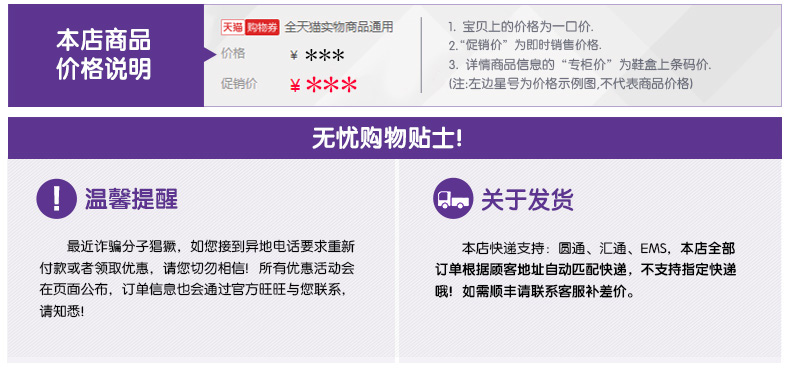 本店商品
价格说明
天猫 购物券 全天猫实物商品通用
价格 ¥ ***
促销价 ¥ ***
1. 宝贝上的价格为一口价.
2.“促销价”为即时销售价格.
3. 详情商品信息的“专柜价”为鞋盒上条码价.
(注:左边星号为价格示例图,不代表商品价格)
无忧购物贴士!
! 温馨提醒
最近诈骗分子猖獗，如您接到异地电话要求重新
付款或者领取优惠，请您切勿相信！所有优惠活动会
在页面公布，订单信息也会通过官方旺旺与您联系，
请知悉!
关于发货
本店快递支持：圆通、汇通、EMS，本店全部
订单根据顾客地址自动匹配快递，不支持指定快递
哦！如需顺丰请联系客服补差价。